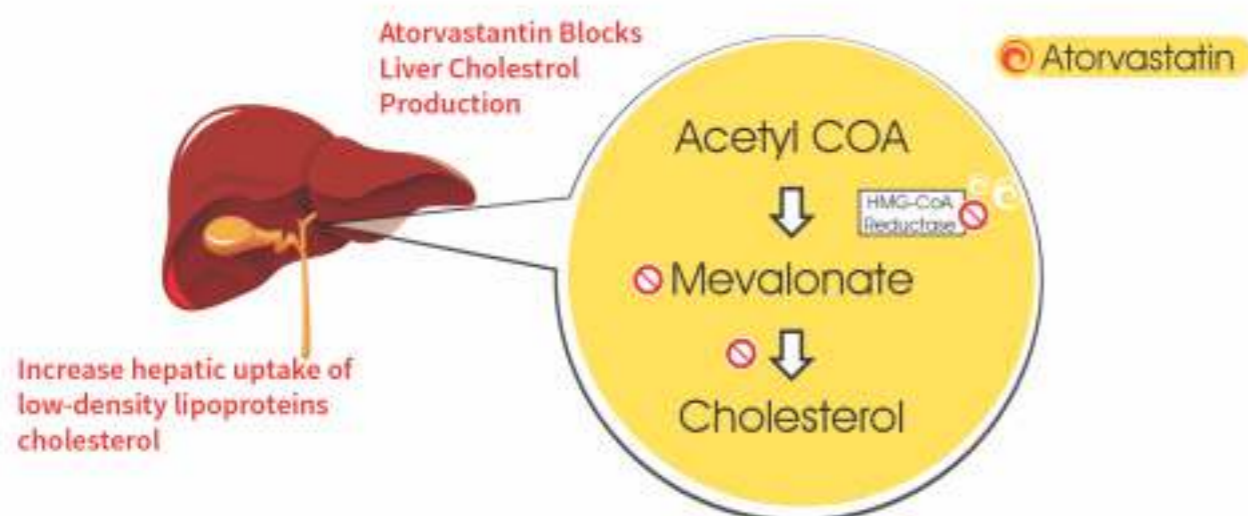 Atorvastantin Blocks
Liver Cholestrol
Production
Atorvastatin
Acetyl COA
HMG-CoA
Reductase
Mevalonate
Cholesterol
Increase hepatic uptake of
low-density lipoproteins
cholesterol